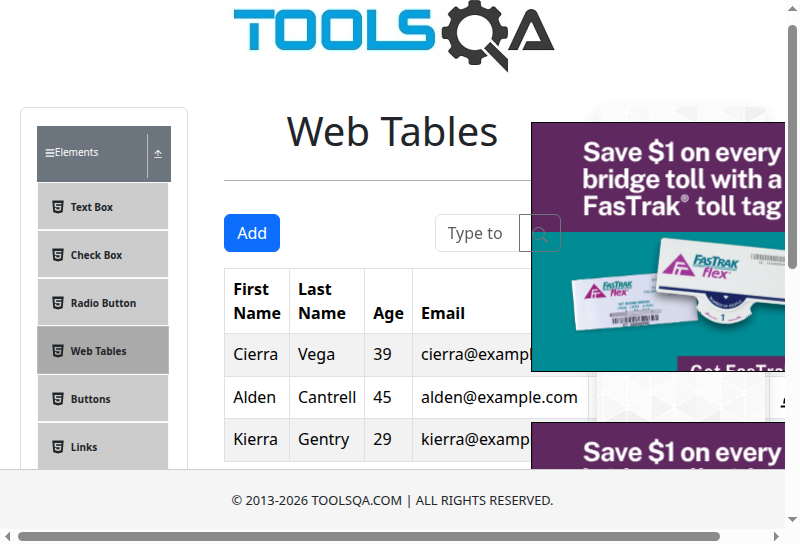 TOOLSQA
Elements
Text Box
Check Box
Radio Button
Web Tables
Buttons
Links
Web Tables
Add
Type to
First Name
Last Name
Age
Email
Cierra
Vega
39
cierra@exampl
Alden
Cantrell
45
alden@example.com
Kierra
Gentry
29
kierra@examp
Save $1 on every
bridge toll with a
FasTrak® toll tag
FASTRAK
flex
FASTRAK
flex
1
Save $1 on every
© 2013-2026 TOOLSQA.COM | ALL RIGHTS RESERVED.